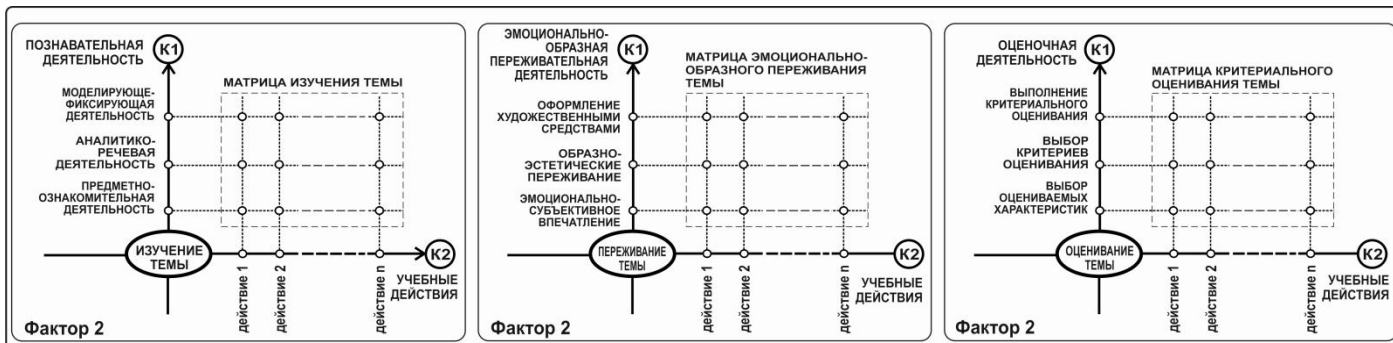 ПОЗНАВАТЕЛЬНАЯ
ДЕЯТЕЛЬНОСТЬ
К1
МАТРИЦА ИЗУЧЕНИЯ ТЕМЫ
МОДЕЛИРУЮЩЕ-
ФИКСИРУЮЩАЯ
ДЕЯТЕЛЬНОСТЬ
АНАЛИТИКО-
РЕЧЕВАЯ
ДЕЯТЕЛЬНОСТЬ
ПРЕДМЕТНО-
ОЗНАКОМИТЕЛЬНАЯ
ДЕЯТЕЛЬНОСТЬ
ИЗУЧЕНИЕ
ТЕМЫ
К2
УЧЕБНЫЕ
ДЕЙСТВИЯ
действие 1
действие 2
действие n
Фактор 2
ЭМОЦИОНАЛЬНО-
ОБРАЗНАЯ
ПЕРЕЖИВАТЕЛЬНАЯ
ДЕЯТЕЛЬНОСТЬ
К1
МАТРИЦА ЭМОЦИОНАЛЬНО-
ОБРАЗНОГО ПЕРЕЖИВАНИЯ
ТЕМЫ
ОФОРМЛЕНИЕ
ХУДОЖЕСТВЕННЫМИ
СРЕДСТВАМИ
ОБРАЗНО-
ЭСТЕТИЧЕСКИЕ
ПЕРЕЖИВАНИЕ
ЭМОЦИОНАЛЬНО-
СУБЪЕКТИВНОЕ
ВПЕЧАТЛЕНИЕ
ПЕРЕЖИВАНИЕ
ТЕМЫ
К2
УЧЕБНЫЕ
ДЕЙСТВИЯ
действие 1
действие 2
действие n
Фактор 2
ОЦЕНОЧНАЯ
ДЕЯТЕЛЬНОСТЬ
К1
МАТРИЦА КРИТЕРИАЛЬНОГО
ОЦЕНИВАНИЯ ТЕМЫ
ВЫПОЛНЕНИЕ
КРИТЕРИАЛЬНОГО
ОЦЕНИВАНИЯ
ВЫБОР
КРИТЕРИЕВ
ОЦЕНИВАНИЯ
ВЫБОР
ОЦЕНИВАЕМЫХ
ХАРАКТЕРИСТИК
ОЦЕНИВАНИЕ
ТЕМЫ
К2
УЧЕБНЫЕ
ДЕЙСТВИЯ
действие 1
действие 2
действие n
Фактор 2